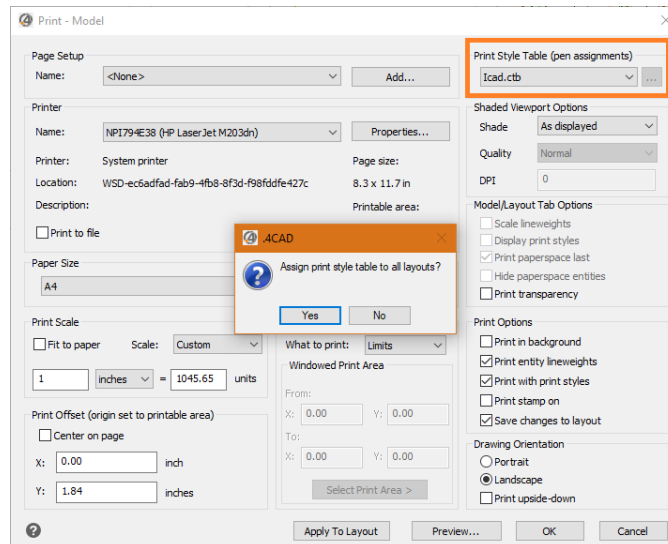 Print - Model
Page Setup
Name: <None> Add...
Print Style Table (pen assignments)
Icad.ctb ...
Printer
Name: NPI794E38 (HP LaserJet M203dn) Properties...
Printer: System printer Page size:
Location: WSD-ec6adfad-fab9-4fb8-8f3d-f98fddfe427c 8.3 x 11.7 in
Description: Printable area:
Print to file
Shaded Viewport Options
Shade As displayed
Quality Normal
DPI 0
Model/Layout Tab Options
Scale lineweights
Display print styles
Print paperspace last
Hide paperspace entities
Print transparency
.4CAD
Assign print style table to all layouts?
Yes No
Paper Size
A4
Print Scale
Fit to paper Scale: Custom
1 inches = 1045.65 units
What to print: Limits
Windowed Print Area
From:
X: 0.00 Y: 0.00
To:
X: 0.00 Y: 0.00
Select Print Area >
Print Offset (origin set to printable area)
Center on page
X: 0.00 inch
Y: 1.84 inches
Print Options
Print in background
Print entity lineweights
Print with print styles
Print stamp on
Save changes to layout
Drawing Orientation
Portrait
Landscape
Print upside-down
? Apply To Layout Preview... OK Cancel